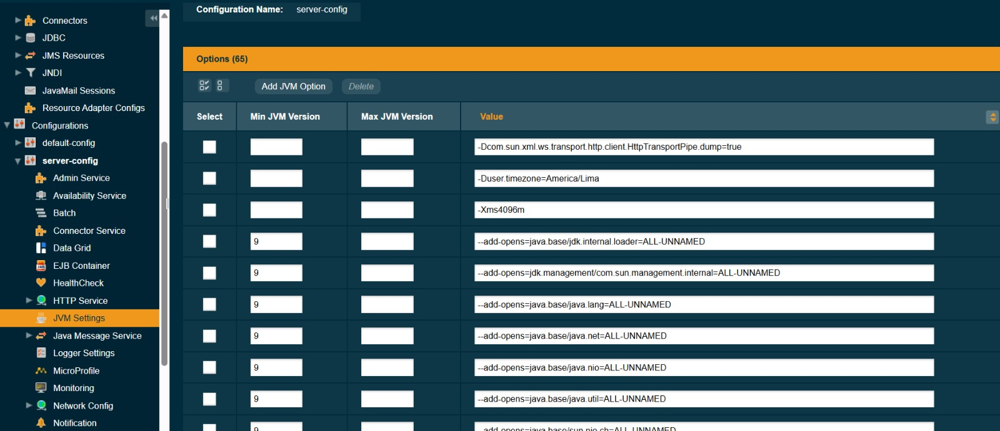 Connectors
JDBC
JMS Resources
JNDI
JavaMail Sessions
Resource Adapter Configs
Configurations
default-config
server-config
Admin Service
Availability Service
Batch
Connector Service
Data Grid
EJB Container
HealthCheck
HTTP Service
JVM Settings
Java Message Service
Logger Settings
MicroProfile
Monitoring
Network Config
Notification
Configuration Name: server-config
Options (65)
Add JVM Option Delete
Select Min JVM Version Max JVM Version Value
-Dcom.sun.xml.ws.transport.http.client.HttpTransportPipe.dump=true
-Duser.timezone=America/Lima
-Xms4096m
9 --add-opens=java.base/jdk.internal.loader=ALL-UNNAMED
9 --add-opens=jdk.management/com.sun.management.internal=ALL-UNNAMED
9 --add-opens=java.base/java.lang=ALL-UNNAMED
9 --add-opens=java.base/java.net=ALL-UNNAMED
9 --add-opens=java.base/java.nio=ALL-UNNAMED
9 --add-opens=java.base/java.util=ALL-UNNAMED
9 --add-opens=java.base/sun.nio.ch=ALL-UNNAMED